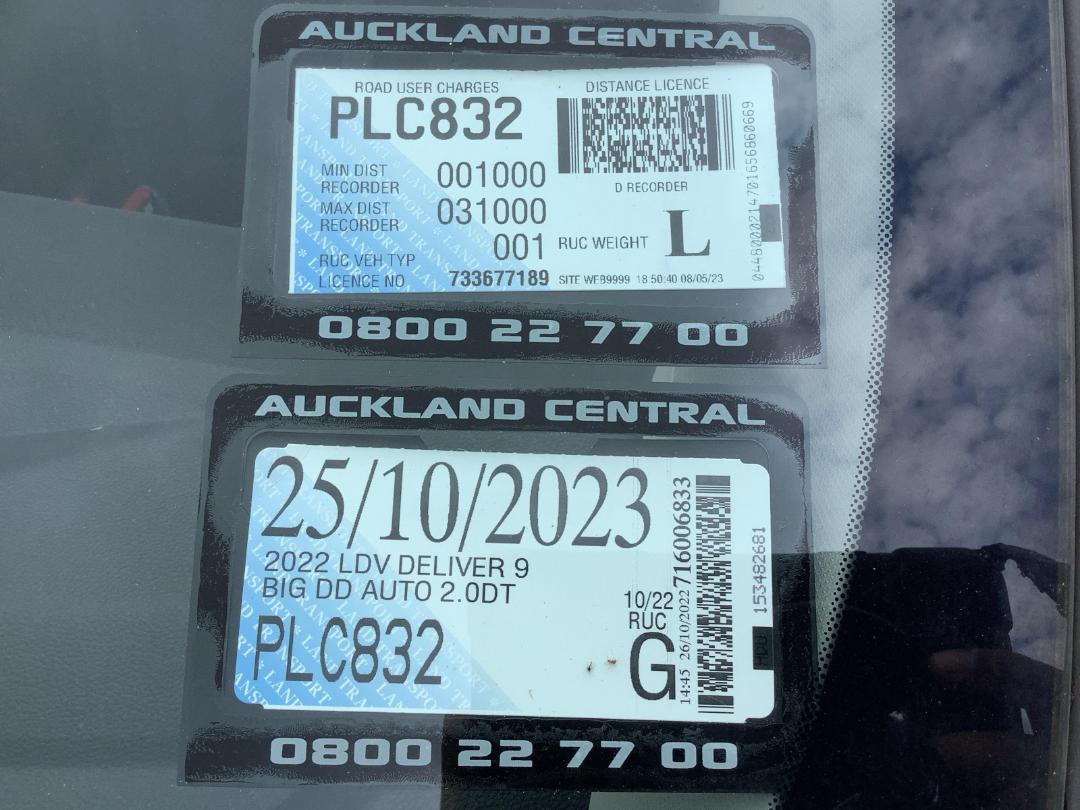 AUCKLAND CENTRAL
ROAD USER CHARGES
DISTANCE LICENCE
PLC832
MIN DIST RECORDER 001000
MAX DIST RECORDER 031000
RUC VEH TYP 001
LICENCE NO 733677189
D RECORDER
RUC WEIGHT L
SITE WEB9999 18 50:40 08/05/23
0800 22 77 00
AUCKLAND CENTRAL
25/10/2023
2022 LDV DELIVER 9
BIG DD AUTO 2.0DT
PLC832
10/22
RUC
G
14:45 26/10/2022 716006833
153482681
0800 22 77 00